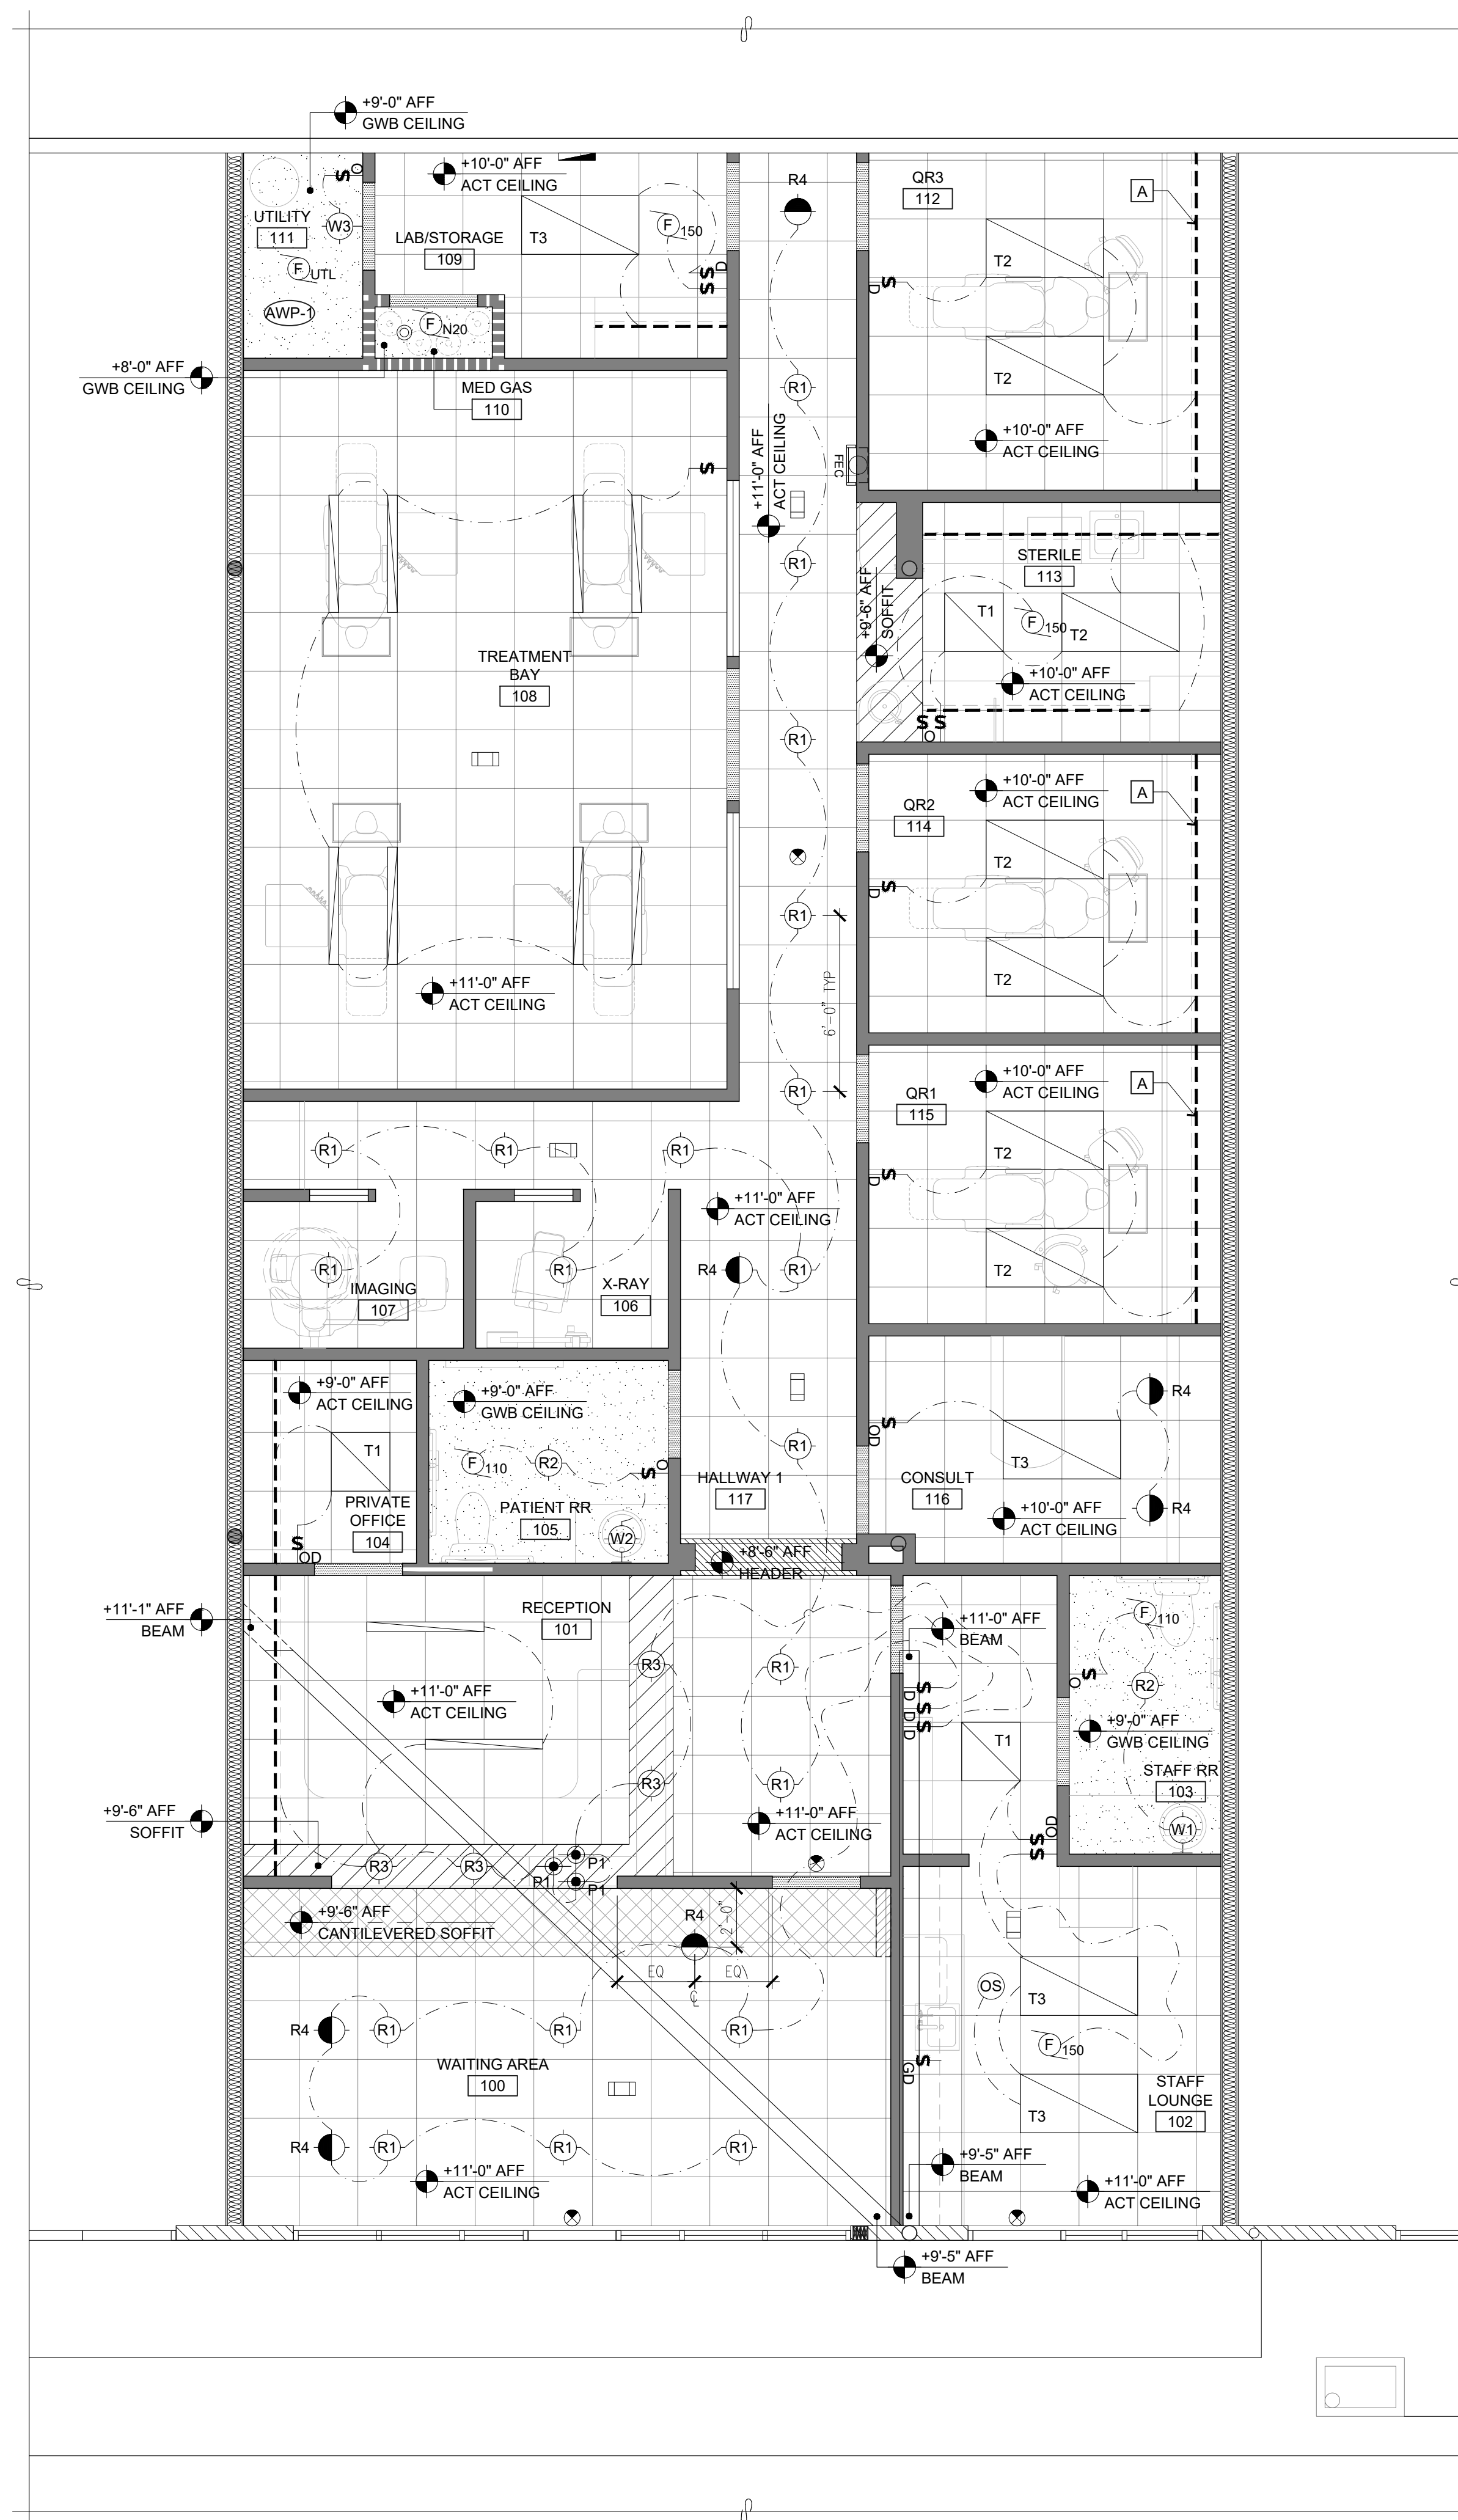 +9'-0" AFF
GWB CEILING
+10'-0" AFF
ACT CEILING
R4
QR3
112
A
S
O
UTILITY
111
W3
F
UTL
AWP-1
LAB/STORAGE
109
T3
F
150
S
D
S
T2
S
D
T2
F
N20
+8'-0" AFF
GWB CEILING
MED GAS
110
R1
+10'-0" AFF
ACT CEILING
+11'-0" AFF
ACT CEILING
FEC
S
R1
STERILE
113
T1
F
150
T2
+9'-6" AFF
SOFFIT
+10'-0" AFF
ACT CEILING
S S
O
TREATMENT
BAY
108
R1
+10'-0" AFF
ACT CEILING
A
QR2
114
T2
S
D
T2
R1
6'-0" TYP
+11'-0" AFF
ACT CEILING
R1
+10'-0" AFF
ACT CEILING
A
QR1
115
T2
S
D
T2
R1
R1
R1
+11'-0" AFF
ACT CEILING
R1
R1
R4
R1
IMAGING
107
X-RAY
106
+9'-0" AFF
ACT CEILING
T1
PRIVATE
OFFICE
104
S
OD
+9'-0" AFF
GWB CEILING
F
110
R2
S
O
PATIENT RR
105
W2
R1
HALLWAY 1
117
R4
S
OD
T3
CONSULT
116
R4
+10'-0" AFF
ACT CEILING
+8'-6" AFF
HEADER
+11'-1" AFF
BEAM
RECEPTION
101
R3
R1
+11'-0" AFF
ACT CEILING
R3
R1
+11'-0" AFF
ACT CEILING
+11'-0" AFF
BEAM
S
D
S
D
S
D
T1
F
110
S
O
R2
+9'-0" AFF
GWB CEILING
STAFF RR
103
W1
S
S
OD
+9'-6" AFF
SOFFIT
R3
R3
P1
P1
P1
+9'-6" AFF
CANTILEVERED SOFFIT
R4
2'-0"
EQ
EQ
R4
R1
R1
R1
WAITING AREA
100
R4
R1
R1
R1
+11'-0" AFF
ACT CEILING
OS
T3
F
150
S
GD
T3
STAFF
LOUNGE
102
+9'-5" AFF
BEAM
+11'-0" AFF
ACT CEILING
+9'-5" AFF
BEAM